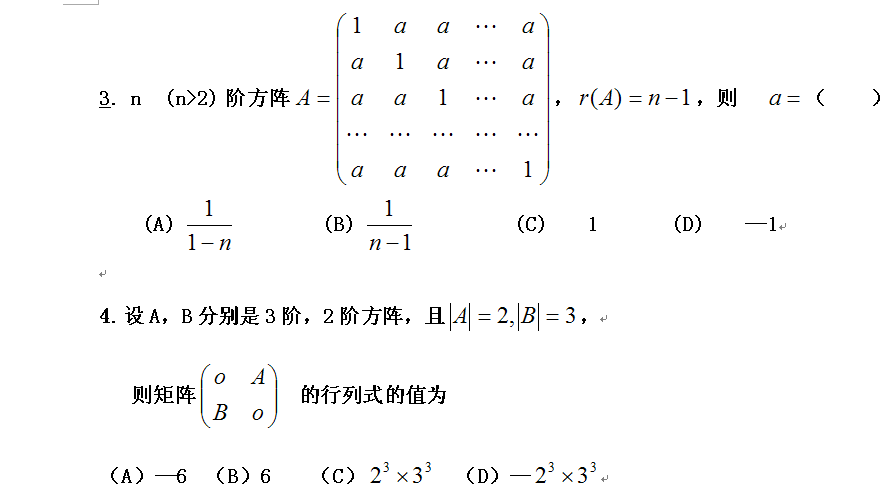 3. n (n>2) 阶方阵 A = ( 1 a a ⋯ a
a 1 a ⋯ a
a a 1 ⋯ a ) , r(A) = n−1 , 则 a = ( )
⋯ ⋯ ⋯ ⋯ ⋯
a a a ⋯ 1
(A) 1/(1−n) (B) 1/(n−1) (C) 1 (D) —1↵
↵
4. 设 A, B 分别是 3 阶, 2 阶方阵, 且 |A| = 2, |B| = 3 , ↵
则矩阵 ( o A
B o ) 的行列式的值为
(A) —6 (B) 6 (C) 2³×3³ (D) —2³×3³↵